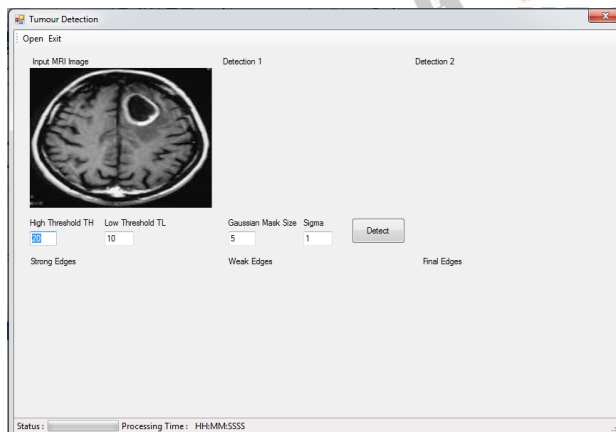 Tumour Detection
Open Exit
Input MRI Image Detection 1 Detection 2
High Threshold TH Low Threshold TL Gaussian Mask Size Sigma
20 10 5 1 Detect
Strong Edges Weak Edges Final Edges
Status : Processing Time : HH:MM:SSSS